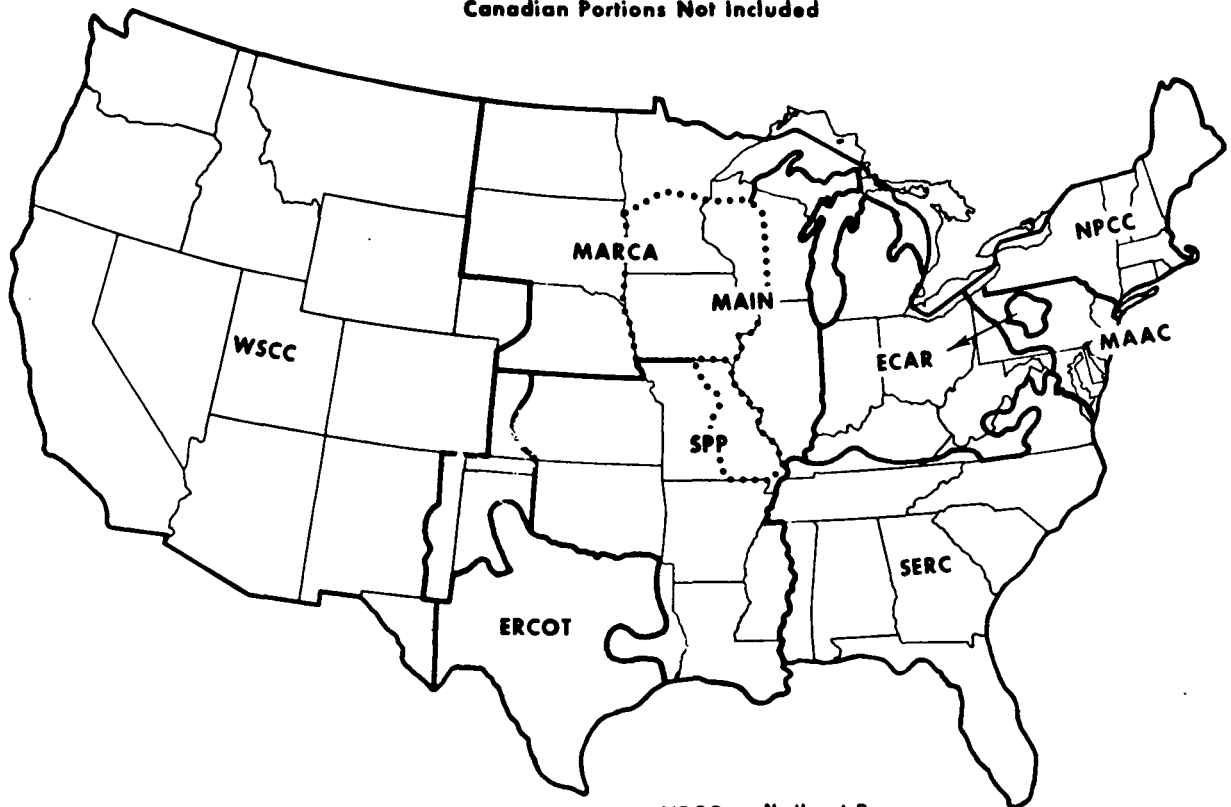 Canadian Portions Not Included
NPCC
MARCA
MAIN
WSCC
ECAR
MAAC
SPP
SERC
ERCOT